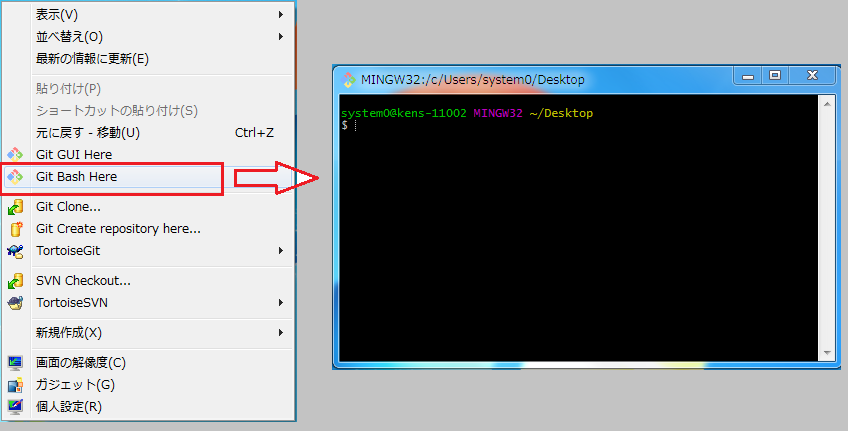 表示(V)
並べ替え(O)
最新の情報に更新(E)
貼り付け(P)
ショートカットの貼り付け(S)
元に戻す - 移動(U) Ctrl+Z
Git GUI Here
Git Bash Here
Git Clone...
Git Create repository here...
TortoiseGit
SVN Checkout...
TortoiseSVN
新規作成(X)
画面の解像度(C)
ガジェット(G)
個人設定(R)
MINGW32:/c/Users/system0/Desktop
system0@kens-11002 MINGW32 ~/Desktop
$